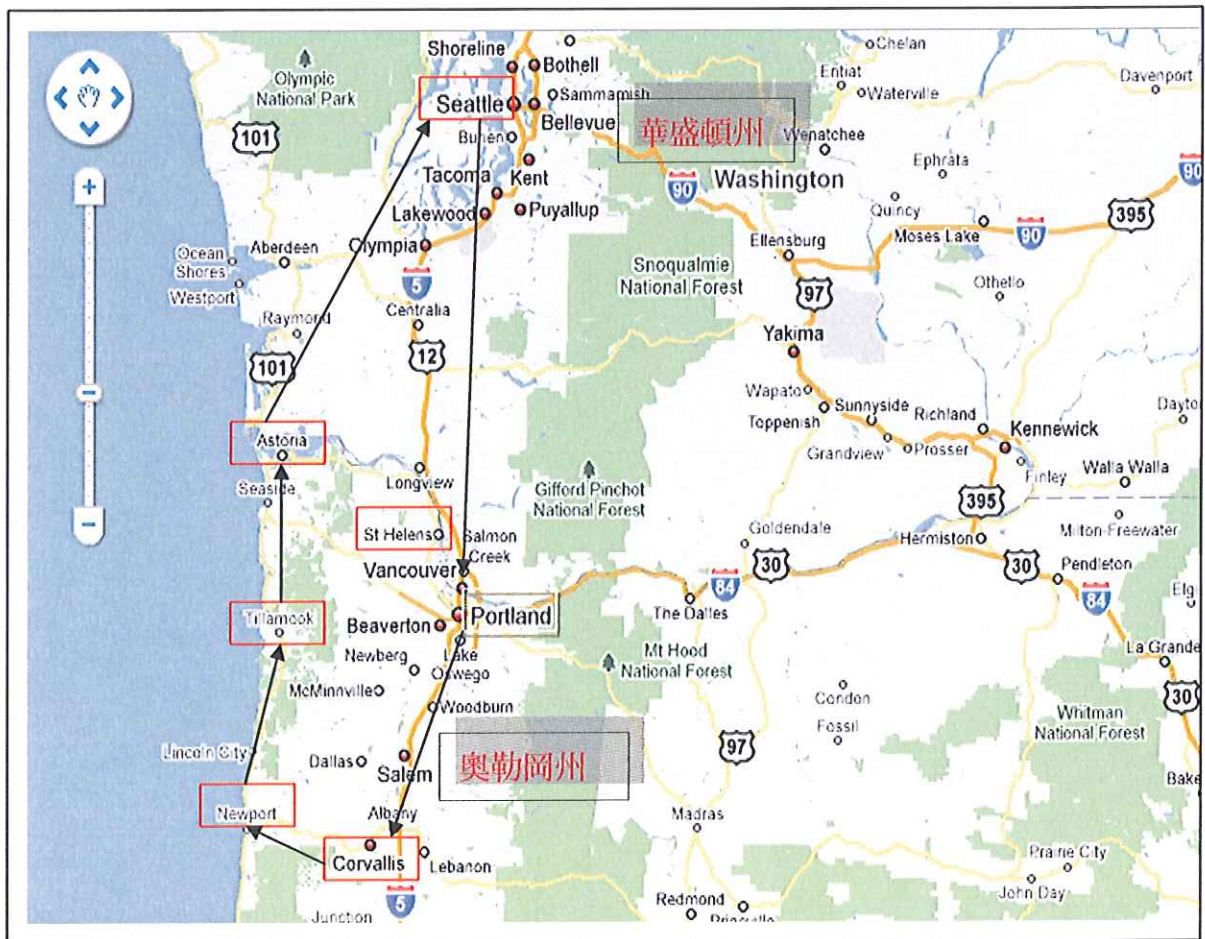 Shoreline
Bothell
Chelan
Olympic
National Park
Entiat
Davenport
Seattle
Sammamish
Waterville
Bellevue
華盛頓州
101
Burien
Wenatchee
Ephrata
Tacoma
Kent
Washington
90
90
Lakewood
Puyallup
Quincy
395
Moses Lake
90
Olympia
Ellensburg
Ocean
Shores
Aberdeen
Snoqualmie
National Forest
Westport
5
97
Othello
Centralia
Raymond
Yakima
12
101
Wapato
Sunnyside
Richland
Dayton
Toppenish
Astoria
Kennewick
Grandview
Prosser
Finley
Walla Walla
Longview
Seaside
Gifford Pinchot
National Forest
395
Goldendale
Milton-Freewater
St Helens
Salmon
Creek
Hermiston
Vancouver
30
30
Pendleton
84
84
Elg
Portland
The Dalles
Tillamook
Beaverton
Lake
Oswego
Mt Hood
National Forest
La Grande
Newberg
McMinnville
Condon
30
Woodburn
Fossil
Whitman
National Forest
97
Lincoln City
Dallas
Salem
奧勒岡州
Bake
Newport
Albany
Madras
Corvallis
Lebanon
Prairie City
John Day
5
Redmond
Junction
Prineville